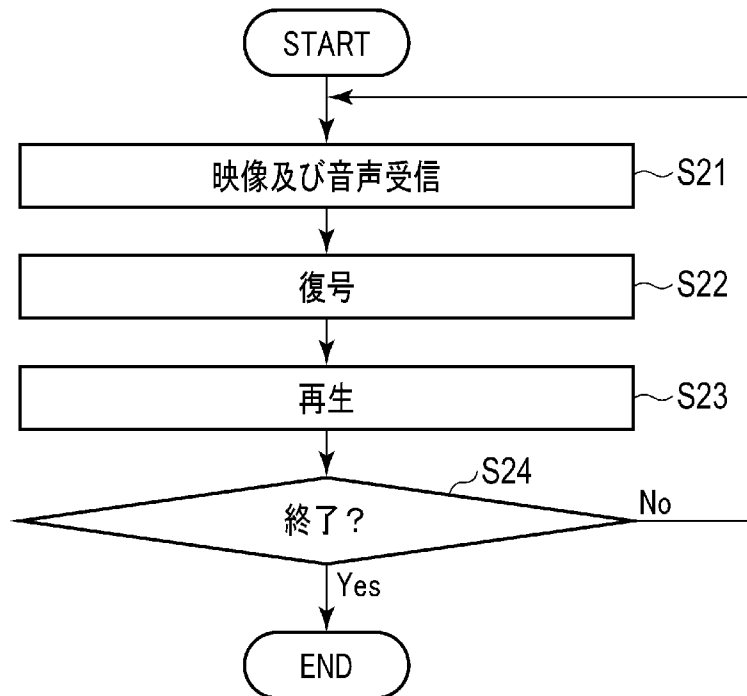 START
映像及び音声受信
S21
復号
S22
再生
S23
S24
終了?
No
Yes
END